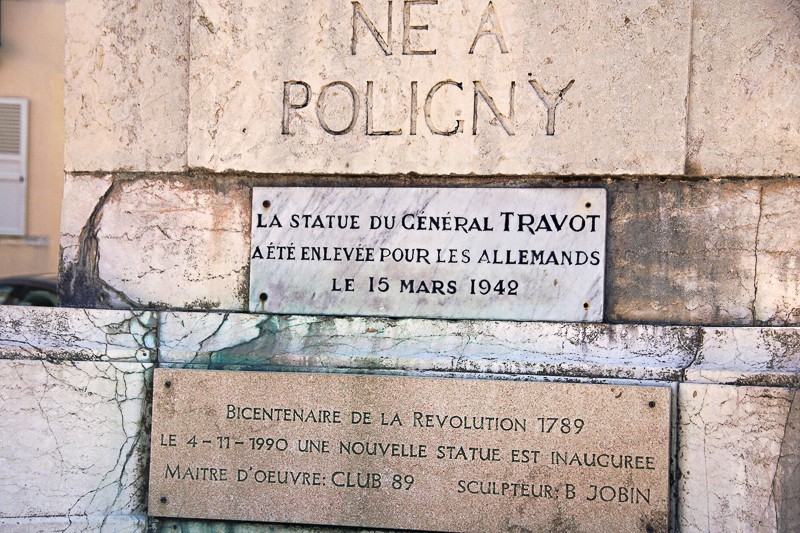 NÉ A
POLIGNY
LA STATUE DU GÉNÉRAL TRAVOT
A ÉTÉ ENLEVÉE POUR LES ALLEMANDS
LE 15 MARS 1942
BICENTENAIRE DE LA REVOLUTION 1789
LE 4-11-1990 UNE NOUVELLE STATUE EST INAUGUREE
MAITRE D'OEUVRE: CLUB 89 SCULPTEUR: B JOBIN